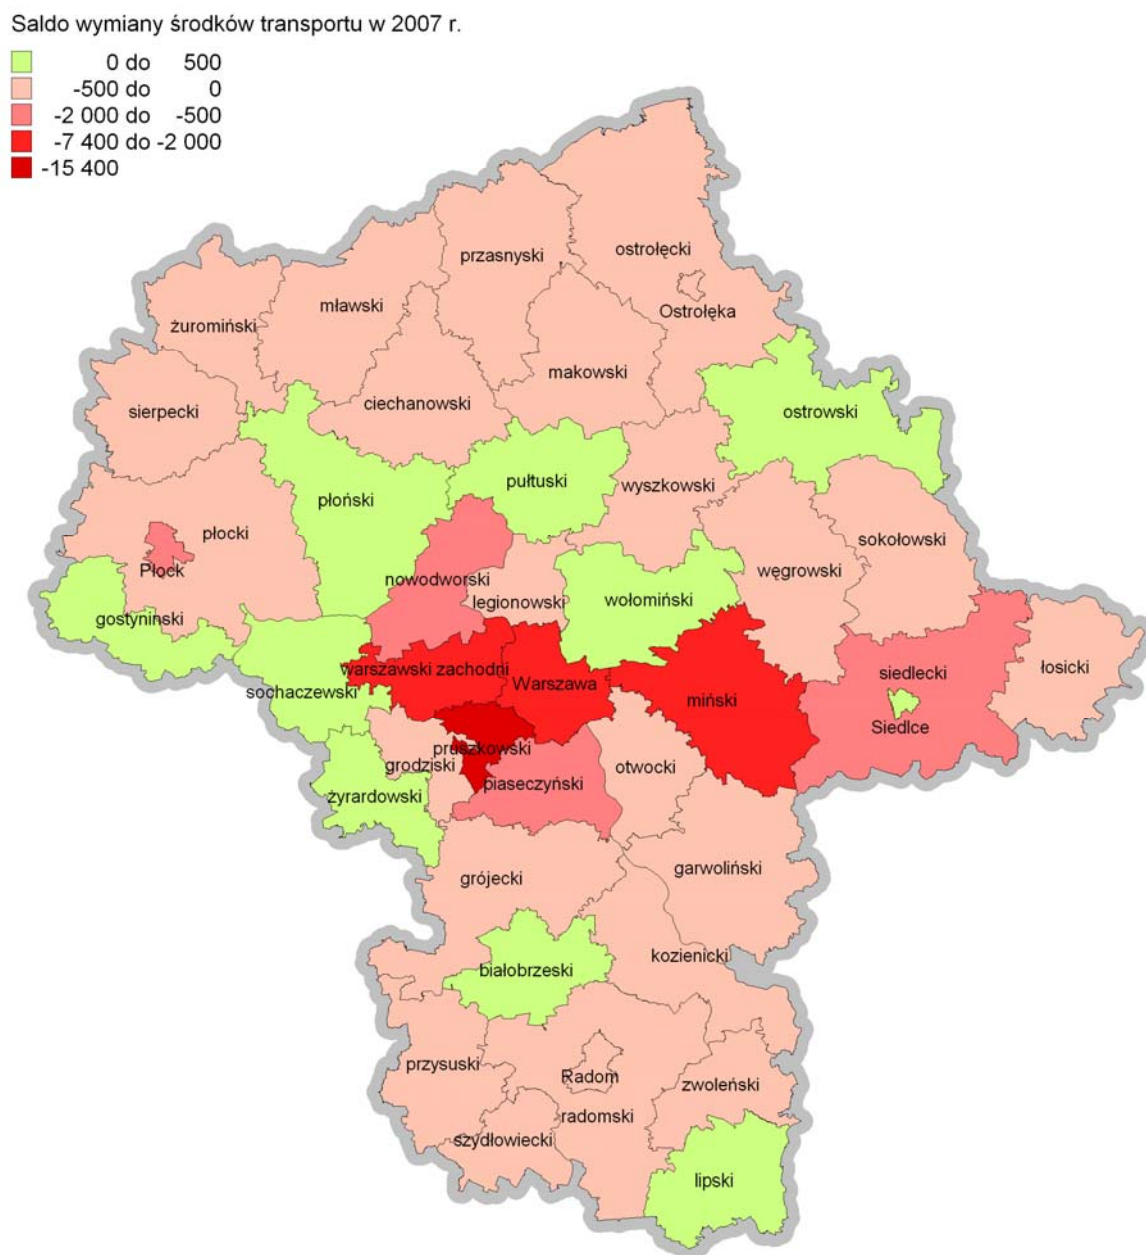 Saldo wymiany środków transportu w 2007 r.
0 do 500
-500 do 0
-2 000 do -500
-7 400 do -2 000
-15 400
przasnyski
ostrołęcki
mławski
Ostrołęka
żuromiński
makowski
ciechanowski
sierpecki
ostrowski
pułtuski
wyszkowski
płoński
płocki
sokołowski
Płock
węgrowski
nowodworski
legionowski
wołomiński
gostyniński
warszawski zachodni
siedlecki
łosicki
Warszawa
sochaczewski
miński
Siedlce
pruszkowski
grodziski
otwocki
piaseczyński
żyrardowski
garwoliński
grójecki
kozienicki
białobrzeski
przysuski
Radom
zwoleński
radomski
szydłowiecki
lipski